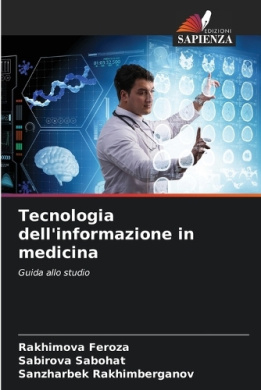 EDIZIONI
SAPIENZA
Tecnologia
dell'informazione in
medicina
Guida allo studio
Rakhimova Feroza
Sabirova Sabohat
Sanzharbek Rakhimberganov